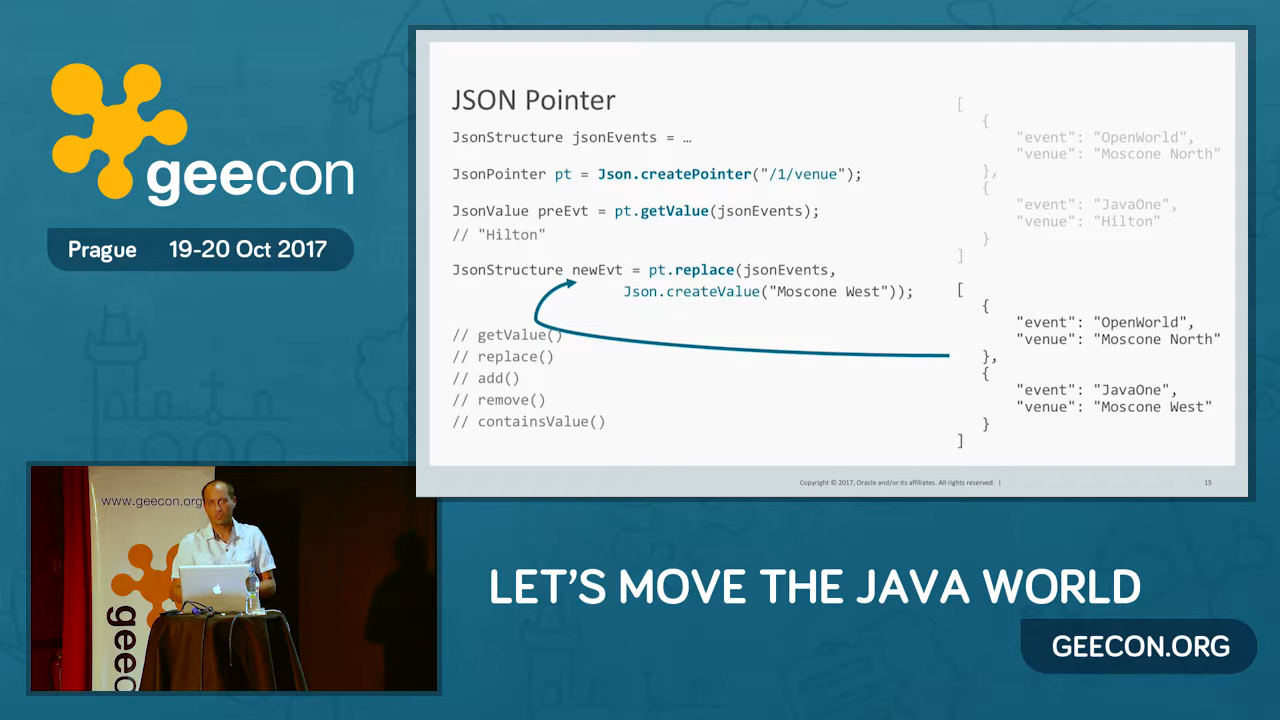 geecon
Prague 19-20 Oct 2017
JSON Pointer
JsonStructure jsonEvents = …
JsonPointer pt = Json.createPointer("/1/venue");
JsonValue preEvt = pt.getValue(jsonEvents);
// "Hilton"
JsonStructure newEvt = pt.replace(jsonEvents,
Json.createValue("Moscone West"));
// getValue()
// replace()
// add()
// remove()
// containsValue()
[
{
"event": "OpenWorld",
"venue": "Moscone North"
},
{
"event": "JavaOne",
"venue": "Hilton"
}
]
[
{
"event": "OpenWorld",
"venue": "Moscone North"
},
{
"event": "JavaOne",
"venue": "Moscone West"
}
]
Copyright © 2017, Oracle and/or its affiliates. All rights reserved. |
15
www.geecon.org
LET'S MOVE THE JAVA WORLD
GEECON.ORG